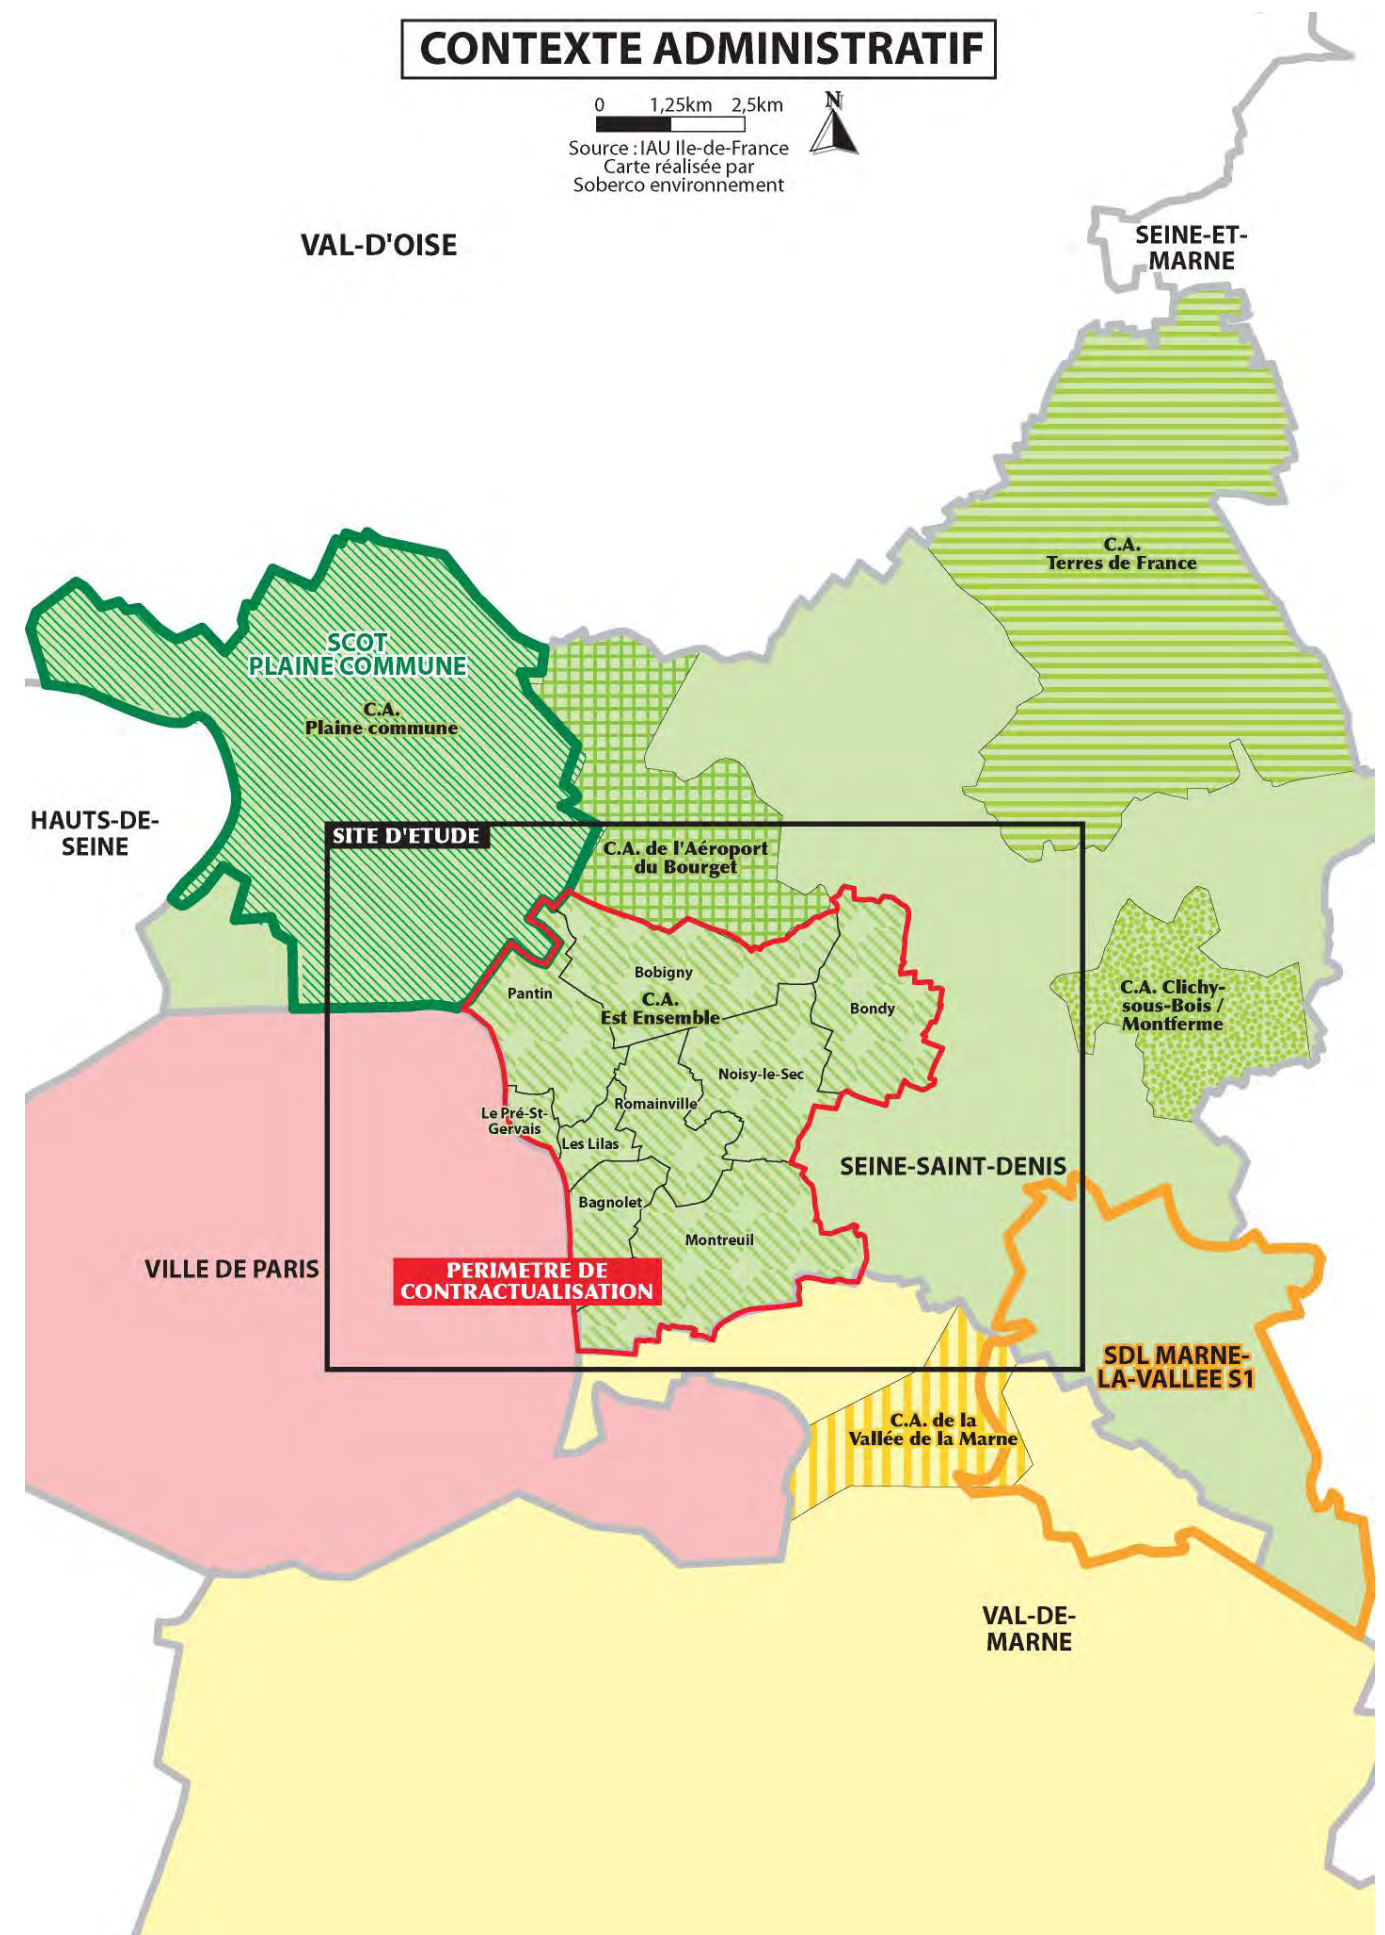 CONTEXTE ADMINISTRATIF
0 1,25km 2,5km
N
Source : IAU Ile-de-France
Carte réalisée par
Soberco environnement
VAL-D'OISE
SEINE-ET-
MARNE
C.A.
Terres de France
SCOT
PLAINE COMMUNE
C.A.
Plaine commune
HAUTS-DE-
SEINE
SITE D'ETUDE
C.A. de l'Aéroport
du Bourget
Bobigny
Pantin
C.A.
Est Ensemble
Bondy
C.A. Clichy-
sous-Bois /
Montferme
Noisy-le-Sec
Romainville
Le Pré-St-
Gervais
Les Lilas
SEINE-SAINT-DENIS
Bagnolet
Montreuil
VILLE DE PARIS
PERIMETRE DE
CONTRACTUALISATION
SDL MARNE-
LA-VALLEE S1
C.A. de la
Vallée de la Marne
VAL-DE-
MARNE